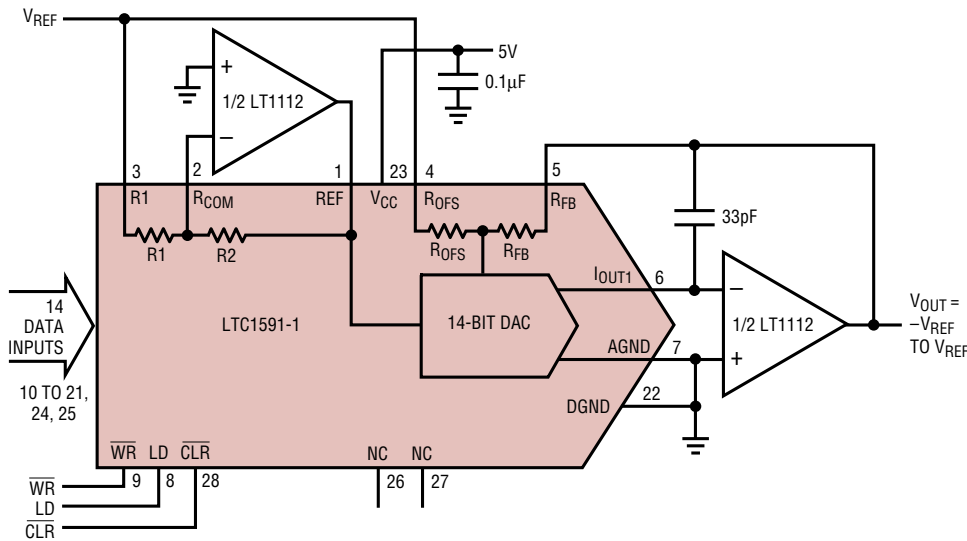 VREF
5V
0.1µF
+
1/2 LT1112
−
3
2
1
23
4
5
R1
RCOM
REF
VCC
ROFS
RFB
R1
R2
ROFS
RFB
33pF
14
DATA
INPUTS
10 TO 21,
24, 25
LTC1591-1
14-BIT DAC
IOUT1
6
−
1/2 LT1112
+
VOUT =
−VREF
TO VREF
AGND
7
DGND
22
WR
LD
CLR
NC
NC
9
8
28
26
27
WR
LD
CLR